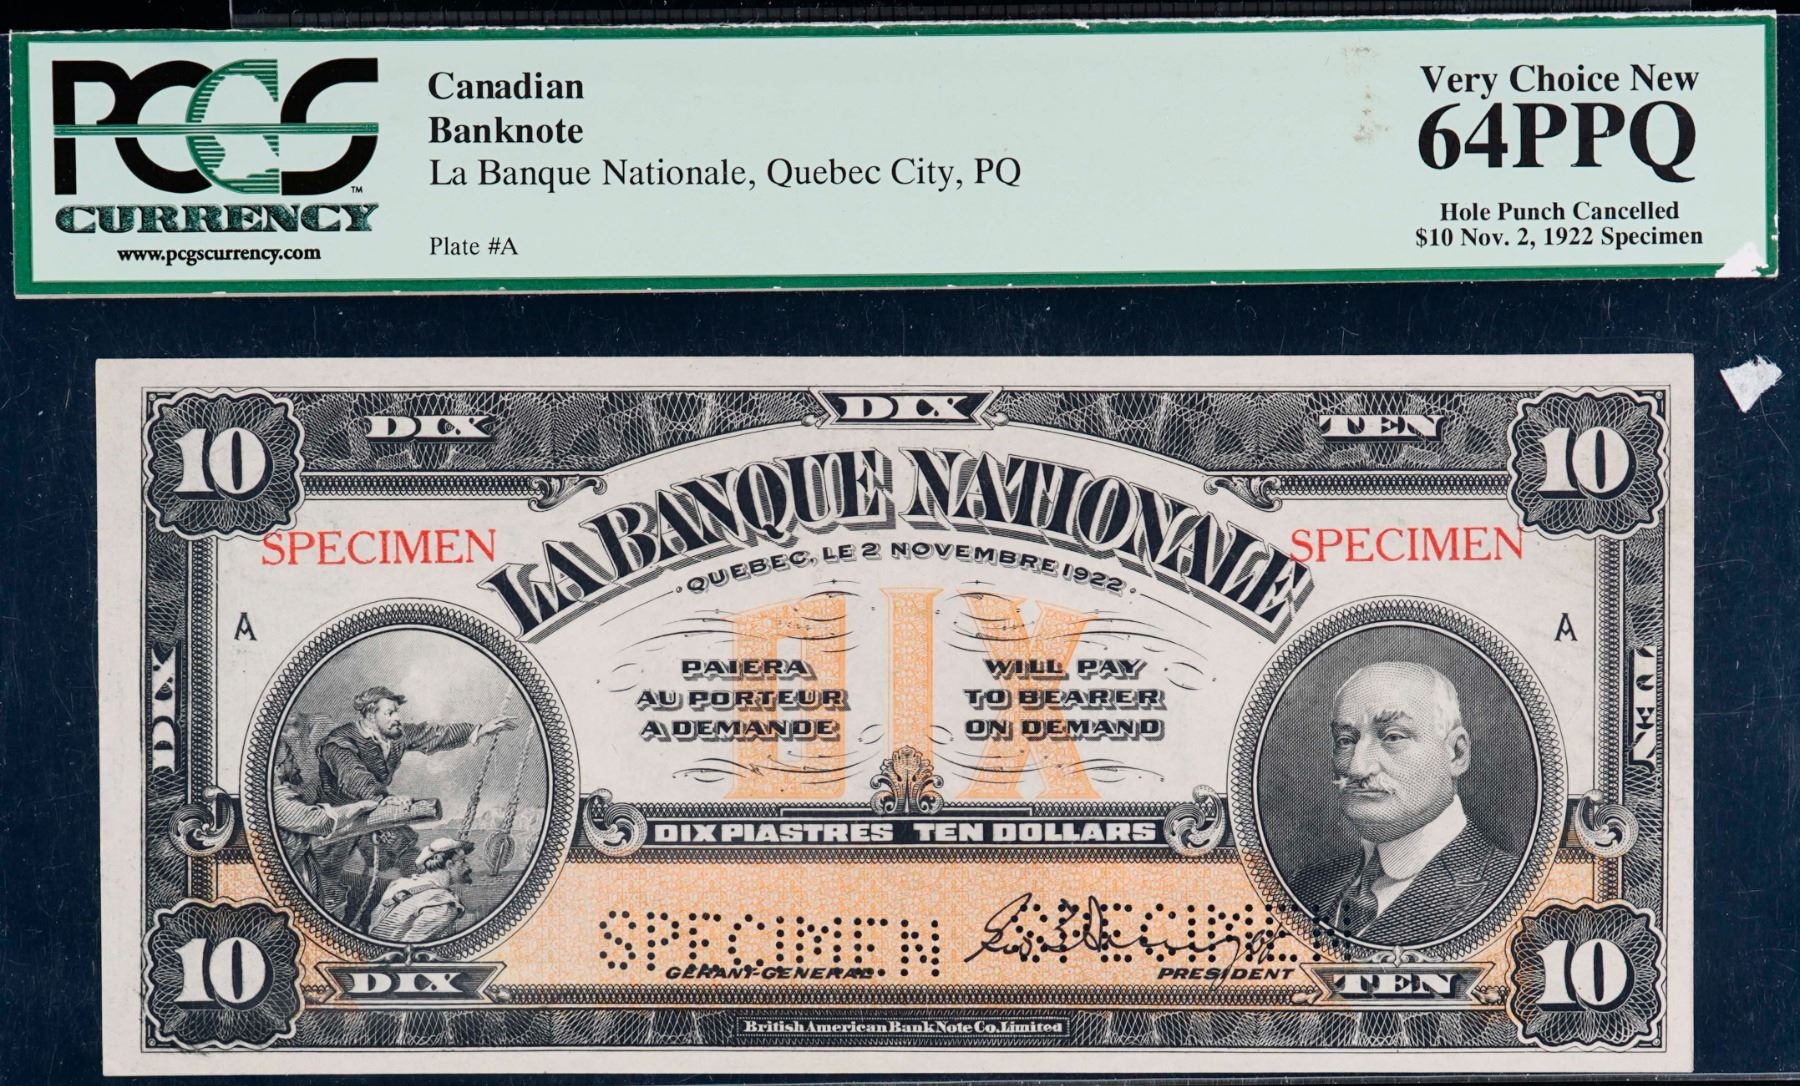 PCGS
CURRENCY
TM
www.pcgscurrency.com
Canadian
Banknote
La Banque Nationale, Quebec City, PQ
Plate #A
Very Choice New
64PPQ
Hole Punch Cancelled
$10 Nov. 2, 1922 Specimen
10 DIX DIX TEN 10
LA BANQUE NATIONALE
SPECIMEN SPECIMEN
QUEBEC, LE 2 NOVEMBRE 1922
A A
DIX
DIX TEN
PAIERA
AU PORTEUR
A DEMANDE
WILL PAY
TO BEARER
ON DEMAND
DIX PIASTRES TEN DOLLARS
SPECIMEN SPECIMEN
GÉRANT-GENERAL PRESIDENT
10 DIX TEN 10
British American Bank Note Co. Limited